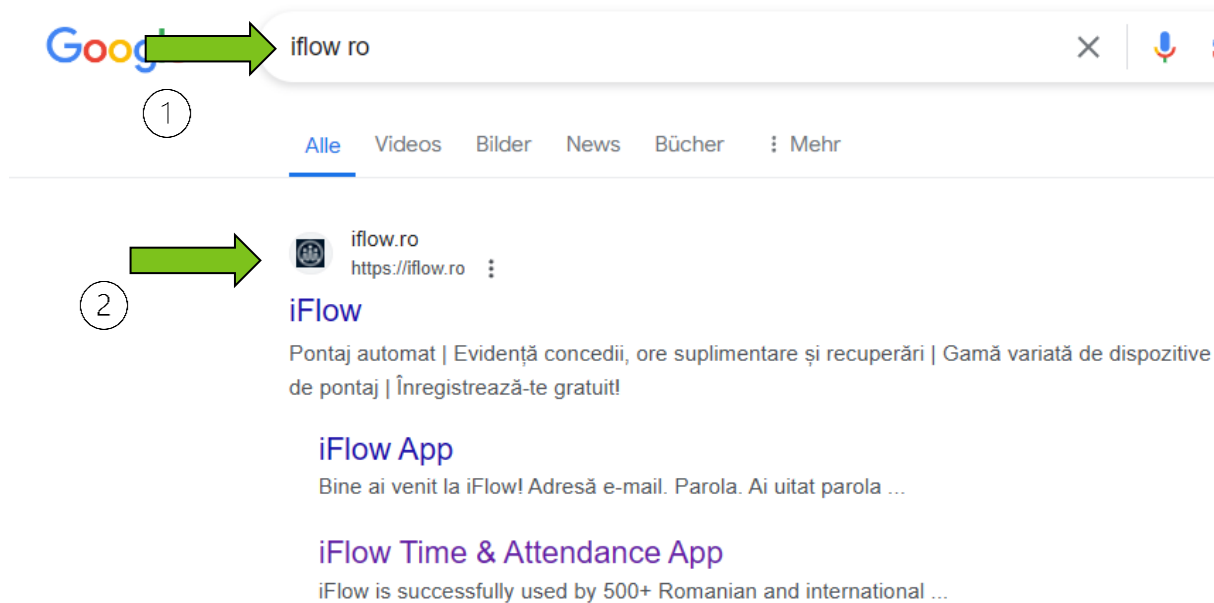 Goog
iflow ro
1
Alle Videos Bilder News Bücher Mehr
iflow.ro
https://iflow.ro
2
iFlow
Pontaj automat | Evidență concedii, ore suplimentare și recuperări | Gamă variată de dispozitive
de pontaj | Înregistrează-te gratuit!
iFlow App
Bine ai venit la iFlow! Adresă e-mail. Parola. Ai uitat parola ...
iFlow Time & Attendance App
iFlow is successfully used by 500+ Romanian and international ...